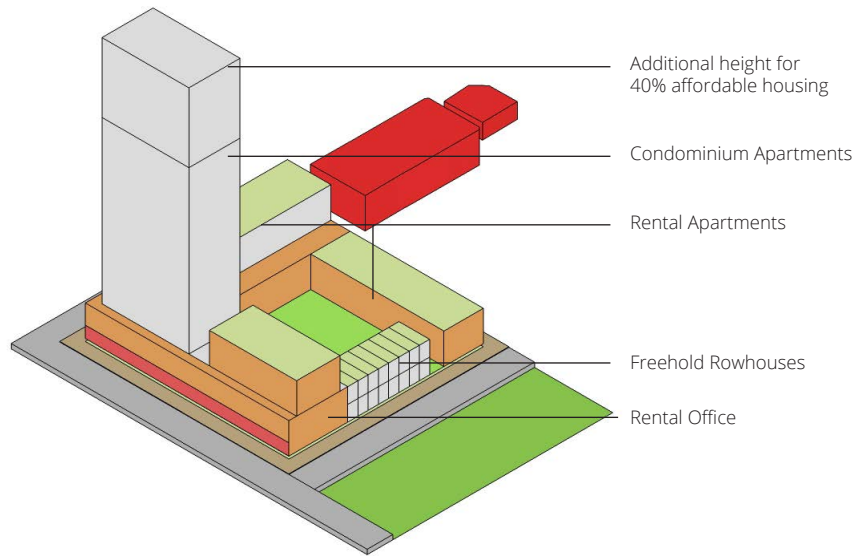 Additional height for
40% affordable housing
Condominium Apartments
Rental Apartments
Freehold Rowhouses
Rental Office